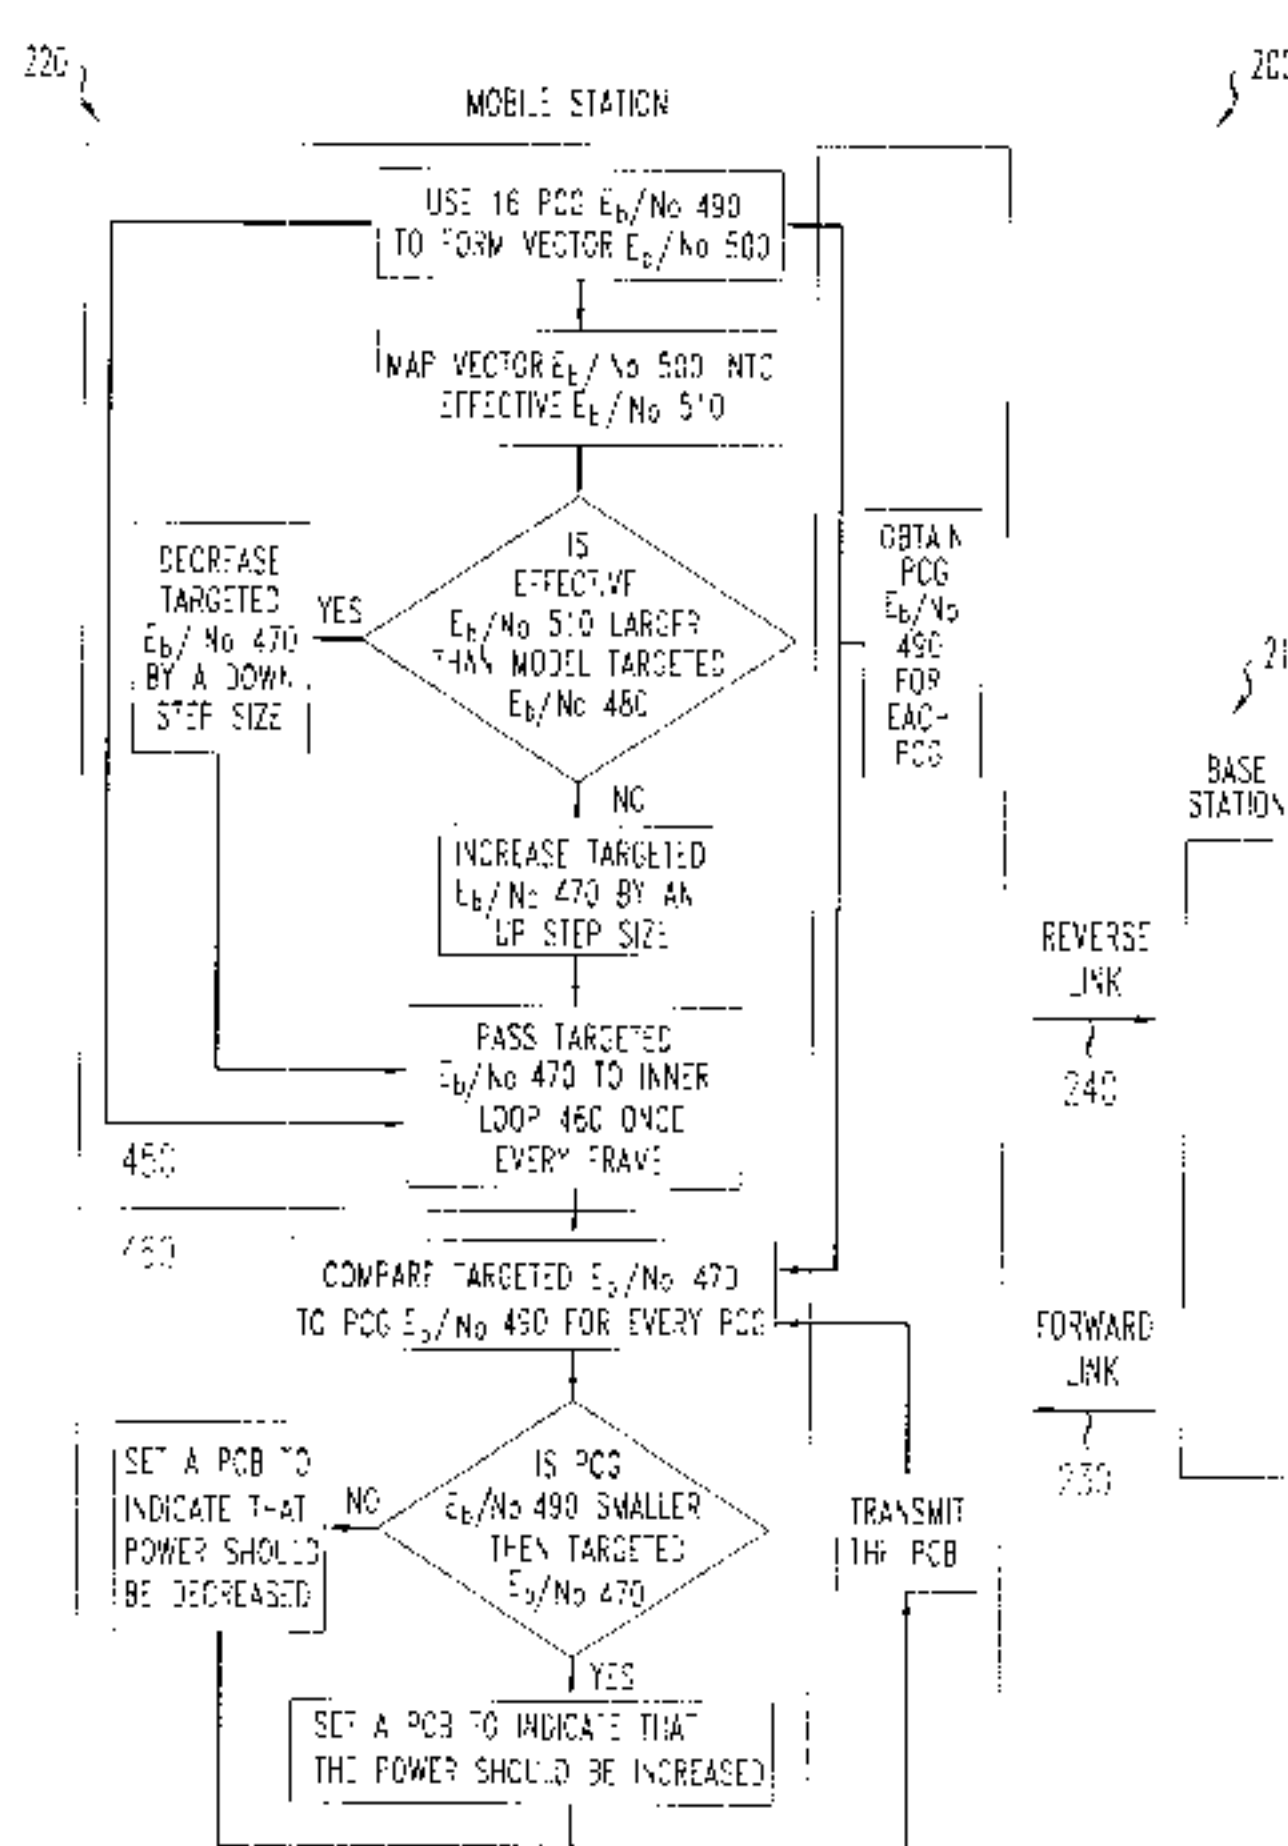 220
MOBILE STATION
USE 16 PCG Eb/No 490
TO FORM VECTOR Eb/No 500
MAP VECTOR Eb/No 500 INTO
EFFECTIVE Eb/No 510
IS
EFFECTIVE
Eb/No 510 LARGER
THAN MODEL TARGETED
Eb/No 480
YES
DECREASE
TARGETED
Eb/No 470
BY A DOWN
STEP SIZE
OBTAIN
PCG
Eb/No
490
FOR
EACH
PCG
NO
INCREASE TARGETED
Eb/No 470 BY AN
UP STEP SIZE
PASS TARGETED
Eb/No 470 TO INNER
LOOP 460 ONCE
EVERY FRAME
450
460
COMPARE TARGETED Eb/No 470
TO PCG Eb/No 490 FOR EVERY PCG
IS PCG
Eb/No 490 SMALLER
THEN TARGETED
Eb/No 470
NO
SET A PCB TO
INDICATE THAT
POWER SHOULD
BE DECREASED
YES
SET A PCB TO INDICATE THAT
THE POWER SHOULD BE INCREASED
TRANSMIT
THE PCB
BASE
STATION
REVERSE
LINK
240
FORWARD
LINK
230